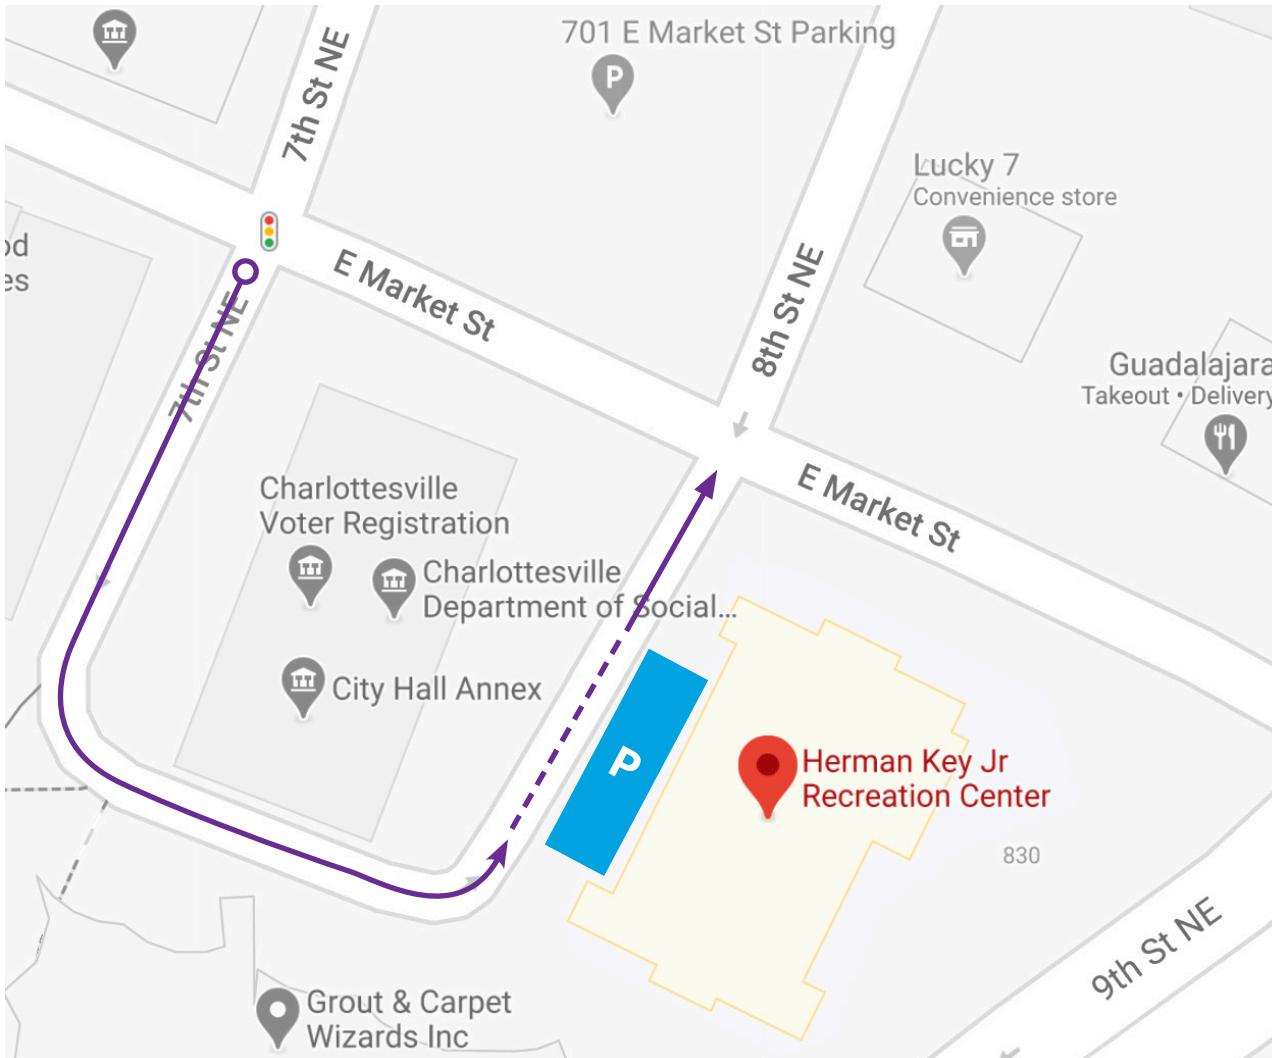 701 E Market St Parking
P
7th St NE
Lucky 7
Convenience store
od
es
E Market St
8th St NE
7th St NE
Guadalajara
Takeout • Delivery
E Market St
Charlottesville
Voter Registration
Charlottesville
Department of Social...
City Hall Annex
P
Herman Key Jr
Recreation Center
830
9th St NE
Grout & Carpet
Wizards Inc